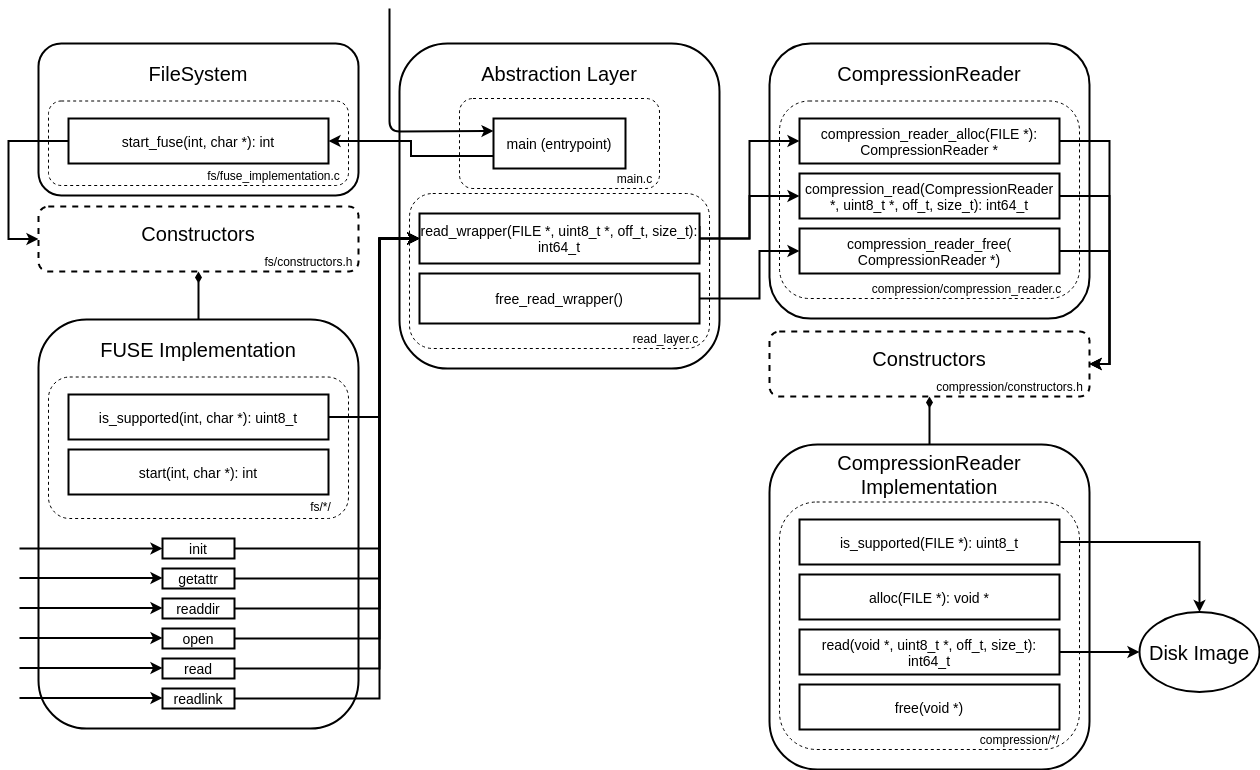 FileSystem
start_fuse(int, char *): int
fs/fuse_implementation.c
Constructors
fs/constructors.h
FUSE Implementation
is_supported(int, char *): uint8_t
start(int, char *): int
fs/*/
init
getattr
readdir
open
read
readlink
Abstraction Layer
main (entrypoint)
main.c
read_wrapper(FILE *, uint8_t *, off_t, size_t):
int64_t
free_read_wrapper()
read_layer.c
CompressionReader
compression_reader_alloc(FILE *):
CompressionReader *
compression_read(CompressionReader
*, uint8_t *, off_t, size_t): int64_t
compression_reader_free(
CompressionReader *)
compression/compression_reader.c
Constructors
compression/constructors.h
CompressionReader
Implementation
is_supported(FILE *): uint8_t
alloc(FILE *): void *
read(void *, uint8_t *, off_t, size_t):
int64_t
free(void *)
compression/*/
Disk Image